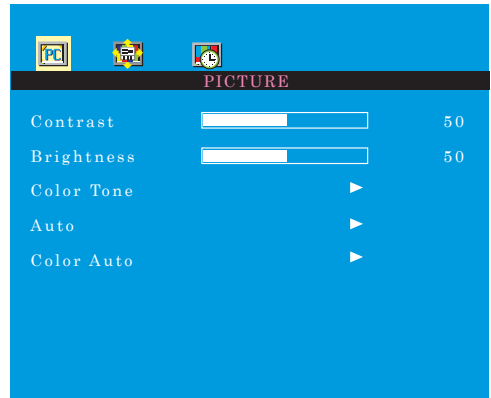 PC
PICTURE
Contrast 50
Brightness 50
Color Tone
Auto
Color Auto